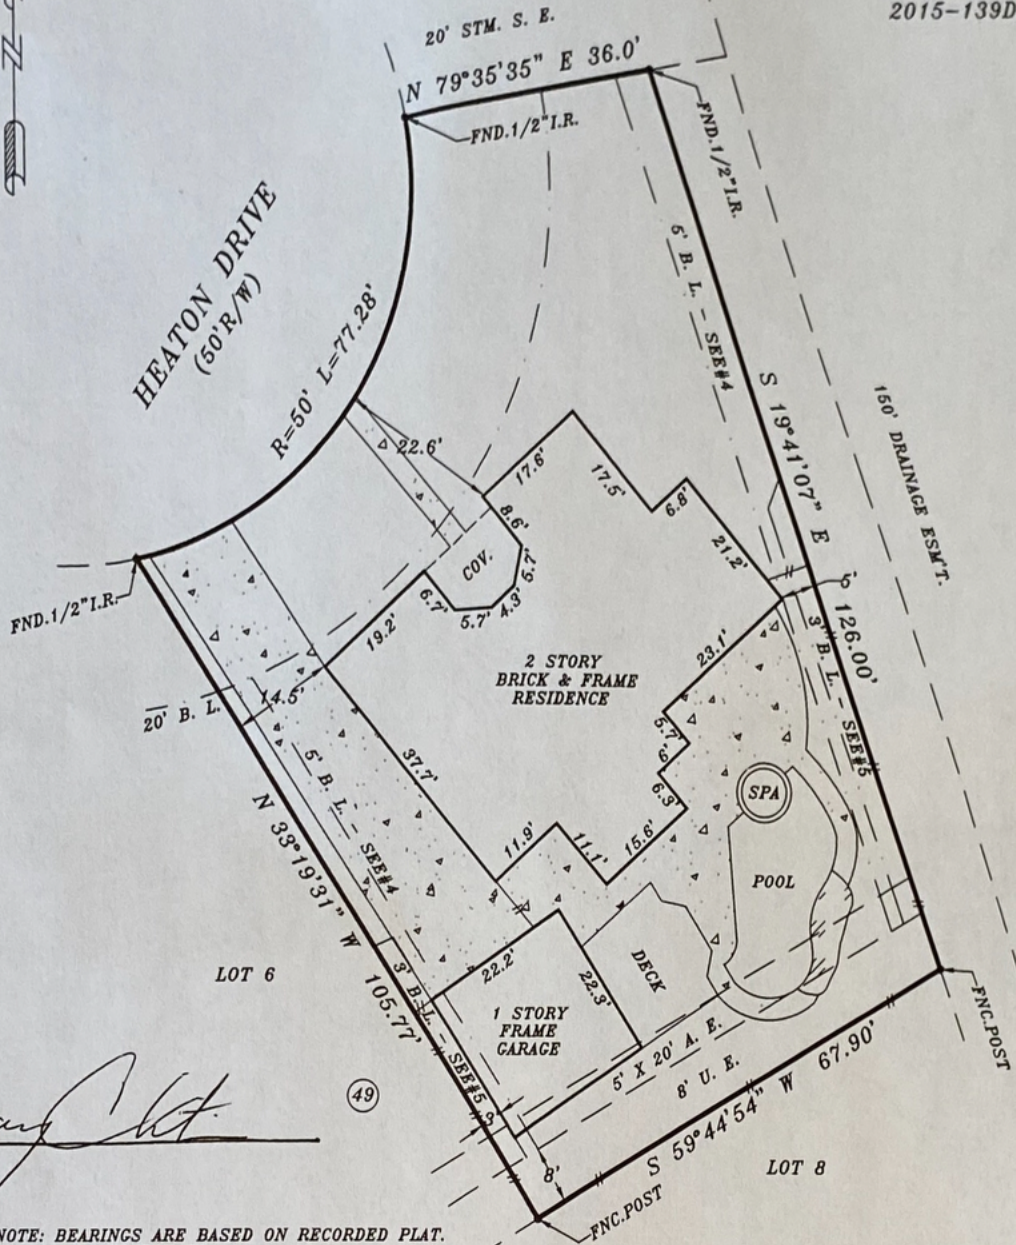 2015-139D
20' STM. S. E.
N 79°35'35" E 36.0'
FND.1/2"I.R.
FND.1/2"I.R.
HEATON DRIVE
(50'R/W)
R=50' L=77.28'
5' B. L. - SEE#4
S 19°41'07" E 126.00'
150' DRAINAGE ESM'T.
22.6'
17.6'
17.5'
6.8'
21.2'
8.6'
5.7'
4.3'
5.7'
6.7'
COV.
19.2'
FND.1/2"I.R.
6'
3' B. L. - SEE#5
20' B. L.
14.5'
2 STORY
BRICK & FRAME
RESIDENCE
23.1'
5.7'
6'
6.3'
15.6'
11.1'
11.9'
37.7'
5' B. L. - SEE#4
SPA
POOL
N 33°19'31" W 105.77'
LOT 6
3' B. L. - SEE#5
22.2'
22.3'
DECK
1 STORY
FRAME
GARAGE
5' X 20' A. E.
8' U. E.
S 59°44'54" W 67.90'
FNC.POST
49
3'
8'
LOT 8
FNC.POST
NOTE: BEARINGS ARE BASED ON RECORDED PLAT.